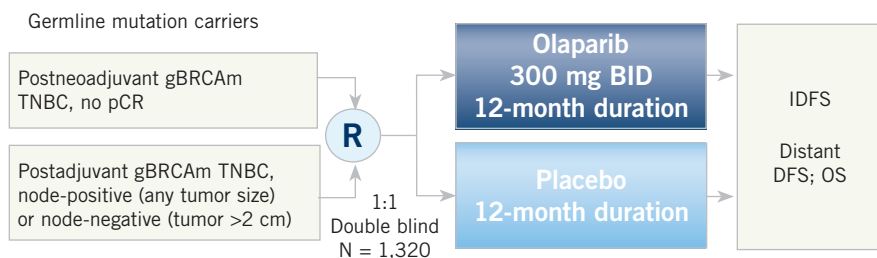 Germline mutation carriers
Postneoadjuvant gBRCAm
TNBC, no pCR
Postadjuvant gBRCAm TNBC,
node-positive (any tumor size)
or node-negative (tumor >2 cm)
R
1:1
Double blind
N = 1,320
Olaparib
300 mg BID
12-month duration
Placebo
12-month duration
IDFS
Distant
DFS; OS